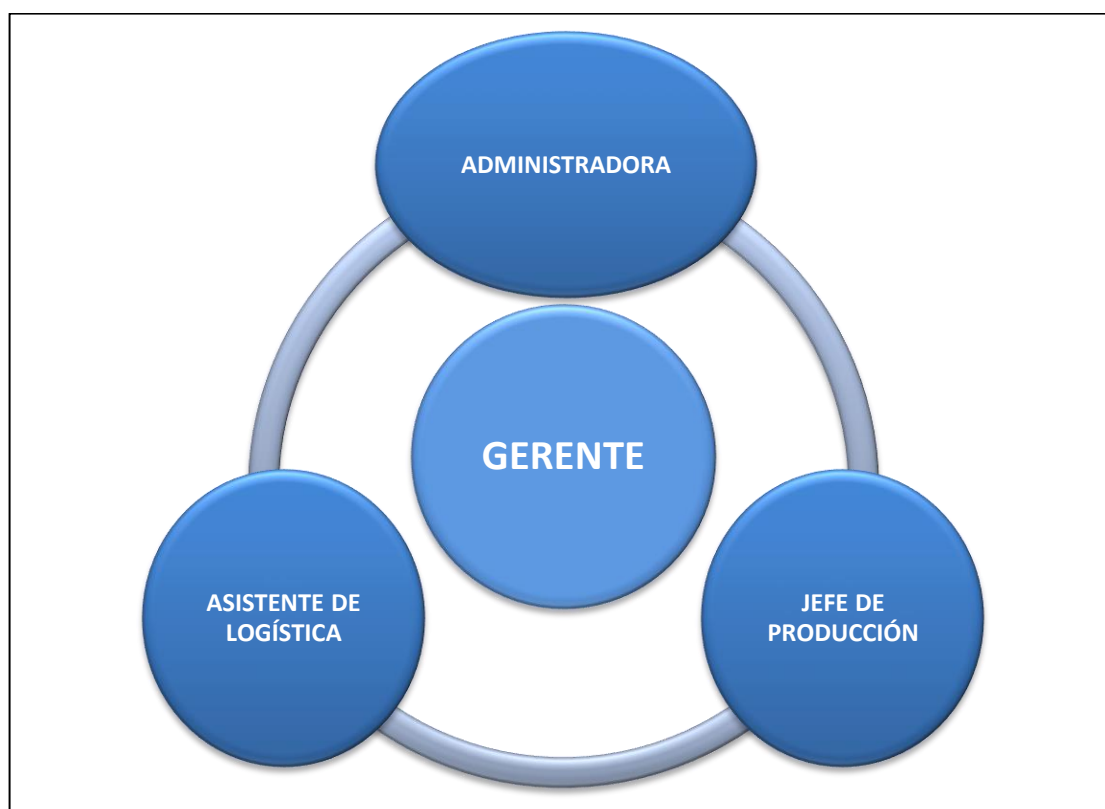 ADMINISTRADORA
GERENTE
ASISTENTE DE
LOGÍSTICA
JEFE DE
PRODUCCIÓN